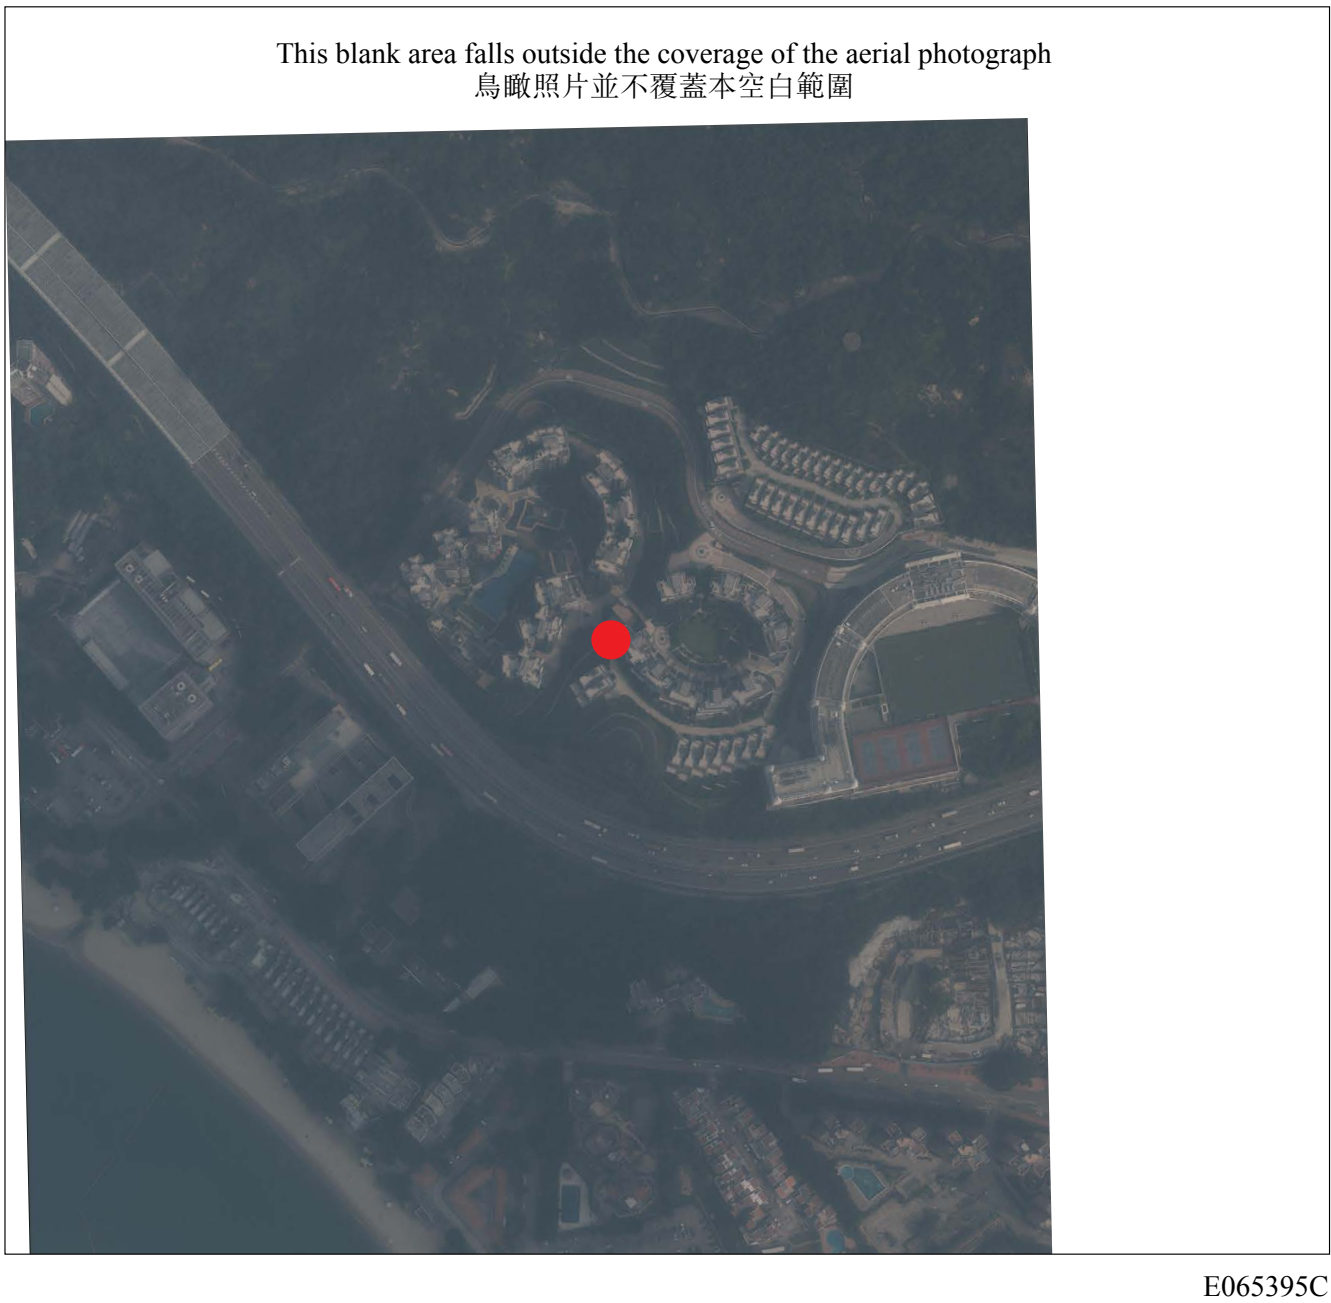 This blank area falls outside the coverage of the aerial photograph
鳥瞰照片並不覆蓋本空白範圍
E065395C